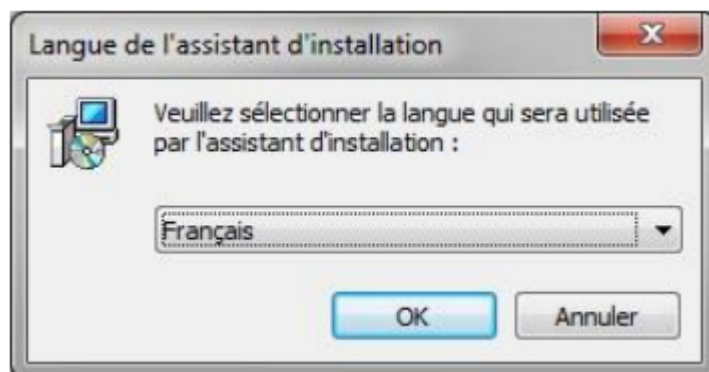 Langue de l'assistant d'installation
Veuillez sélectionner la langue qui sera utilisée
par l'assistant d'installation :
Français
OK
Annuler